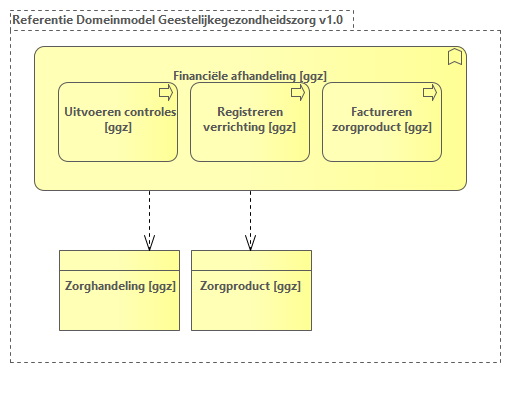 Referentie Domeinmodel Geestelijkegezondheidszorg v1.0
Financiële afhandeling [ggz]
Uitvoeren controles
[ggz]
Registreren
verrichting [ggz]
Factureren
zorgproduct [ggz]
Zorghandeling [ggz]
Zorgproduct [ggz]